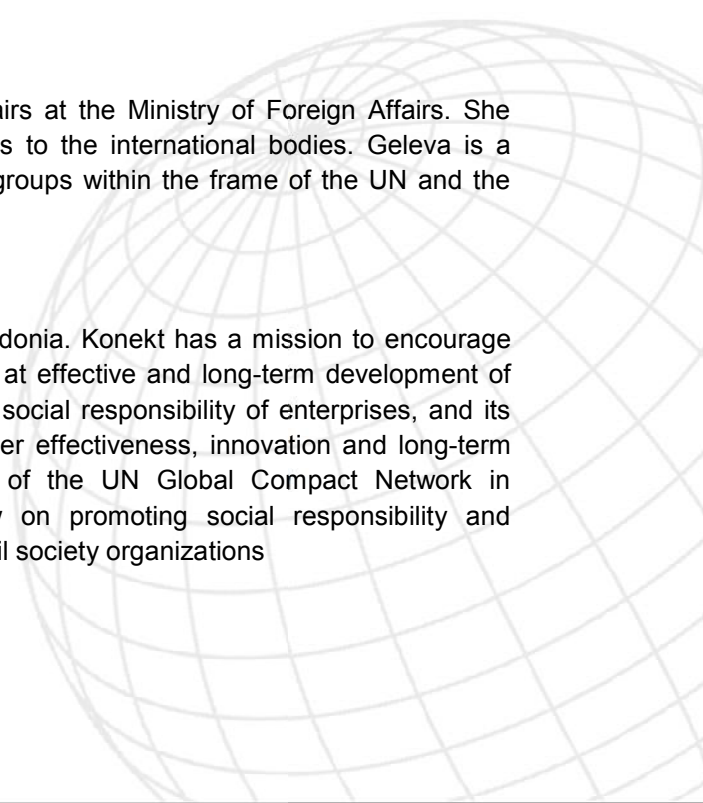 airs at the Ministry of Foreign Affairs. She
s to the international bodies. Geleva is a
groups within the frame of the UN and the
donia. Konekt has a mission to encourage
at effective and long-term development of
social responsibility of enterprises, and its
er effectiveness, innovation and long-term
of the UN Global Compact Network in
on promoting social responsibility and
il society organizations